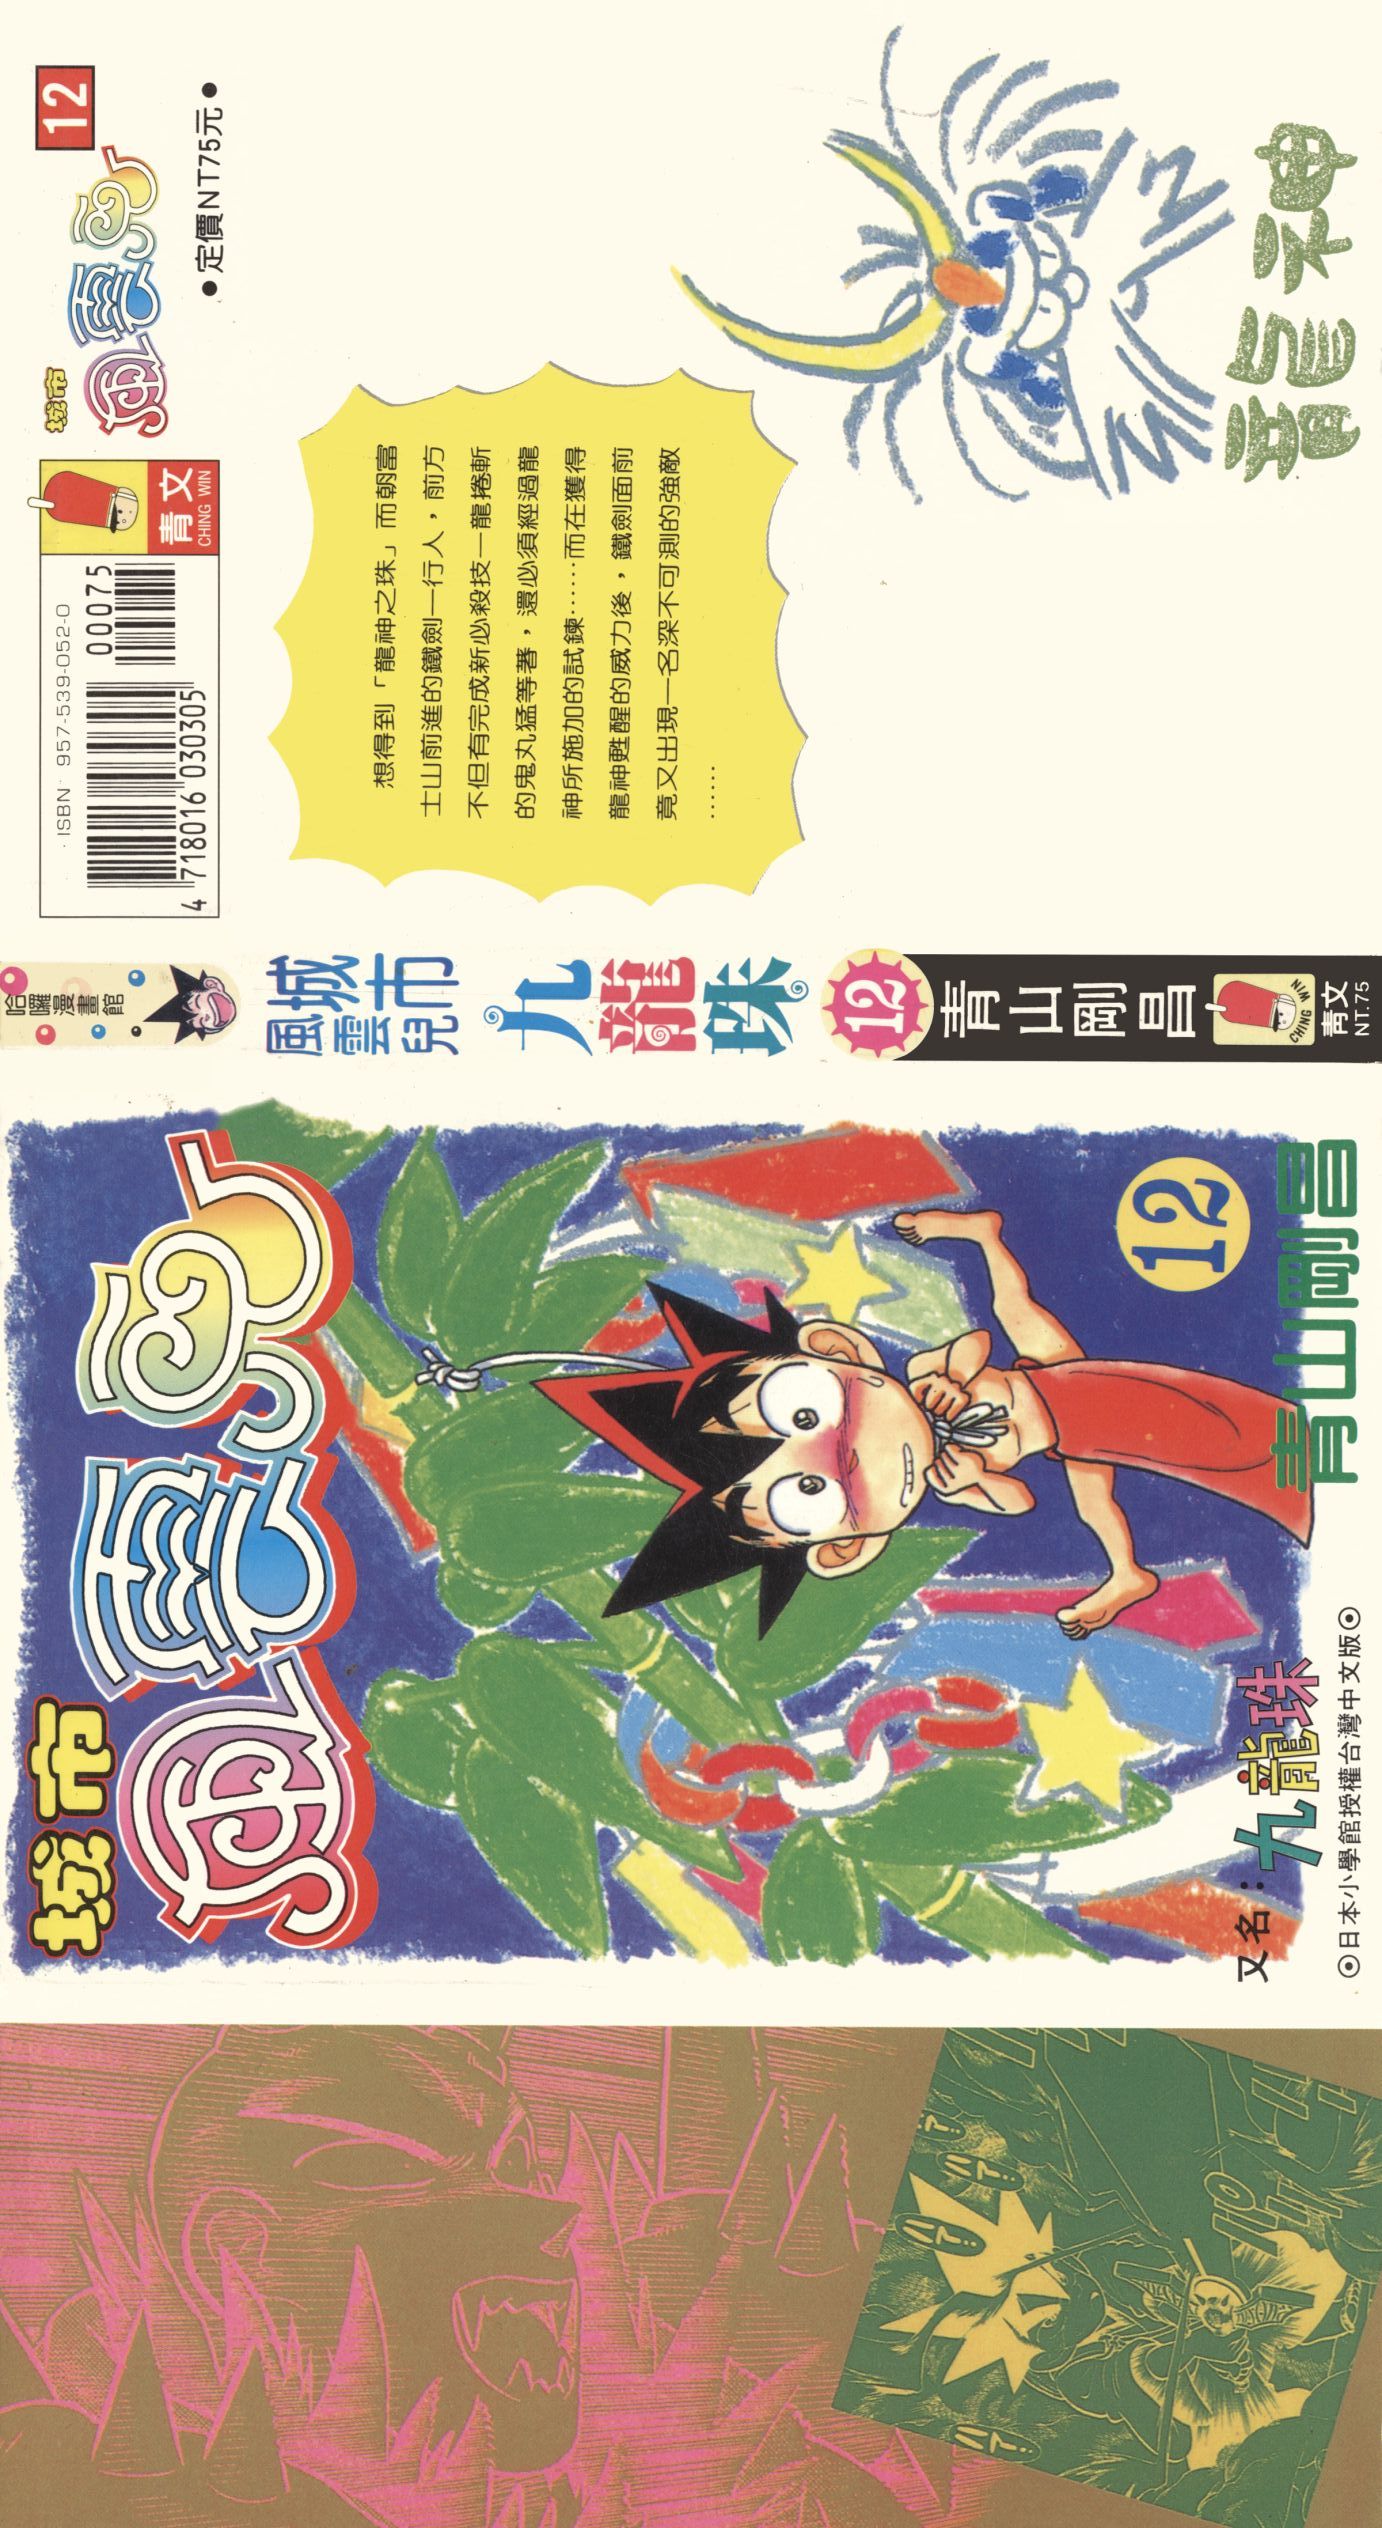 12
城市
風雲兒
●定價NT75元●
青文
CHING WIN
ISBN 957-539-052-0
00075
4 718016 030305
想得到「龍神之珠」而朝富
士山前進的鐵劍一行人，前方
不但有完成新必殺技—龍捲斬
的鬼丸猛等著，還必須經過龍
神所施加的試鍊……而在獲得
龍神甦醒的威力後，鐵劍面前
竟又出現一名深不可測的強敵
……
龍神
哈囉漫畫館
城市
風雲兒
九龍珠
12
青山剛昌
CHING WIN
青文
NT.75
城市
風雲兒
12
青山剛昌
又名：九龍珠
⊙日本小學館授權台灣中文版⊙